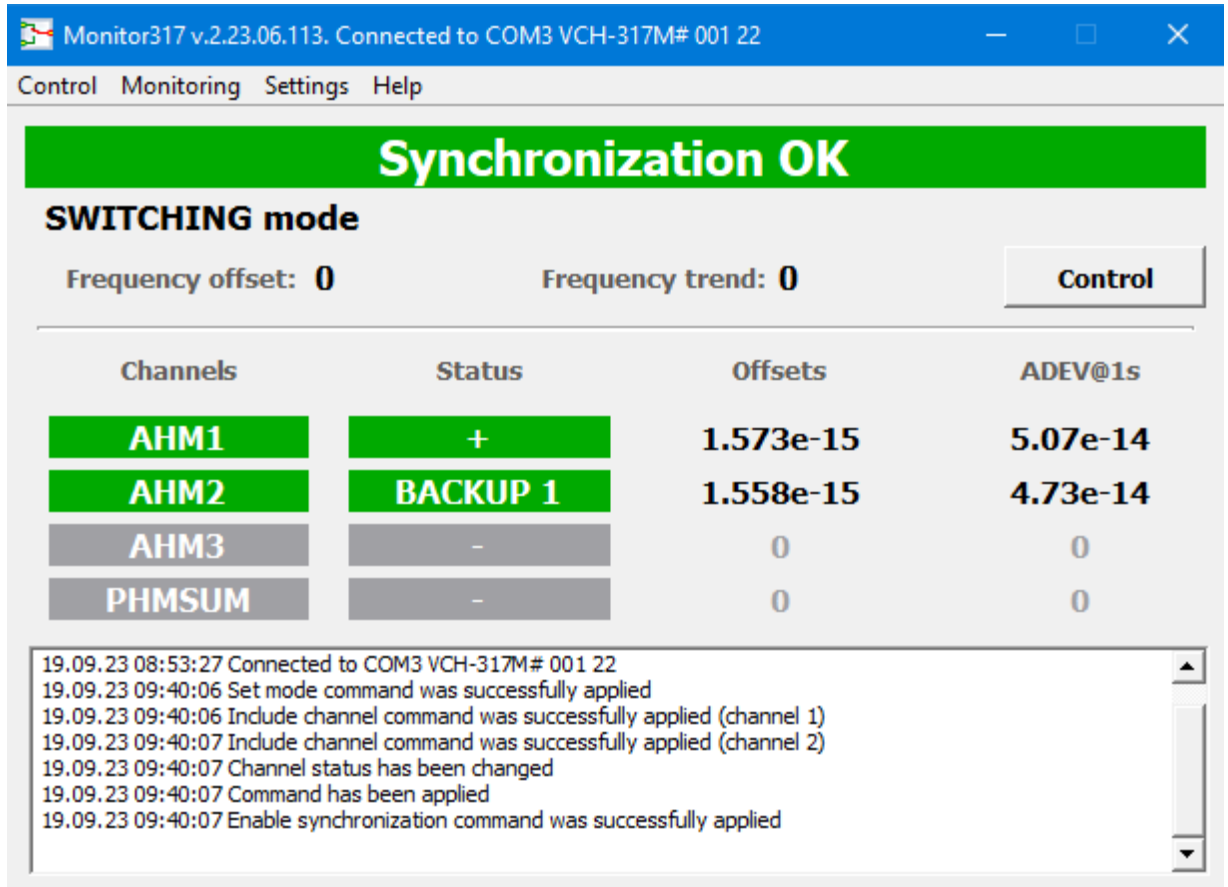 Monitor317 v.2.23.06.113. Connected to COM3 VCH-317M# 001 22
Control Monitoring Settings Help
Synchronization OK
SWITCHING mode
Frequency offset: 0 Frequency trend: 0 Control
Channels Status Offsets ADEV@1s
AHM1 + 1.573e-15 5.07e-14
AHM2 BACKUP 1 1.558e-15 4.73e-14
AHM3 - 0 0
PHMSUM - 0 0
19.09.23 08:53:27 Connected to COM3 VCH-317M# 001 22
19.09.23 09:40:06 Set mode command was successfully applied
19.09.23 09:40:06 Include channel command was successfully applied (channel 1)
19.09.23 09:40:07 Include channel command was successfully applied (channel 2)
19.09.23 09:40:07 Channel status has been changed
19.09.23 09:40:07 Command has been applied
19.09.23 09:40:07 Enable synchronization command was successfully applied